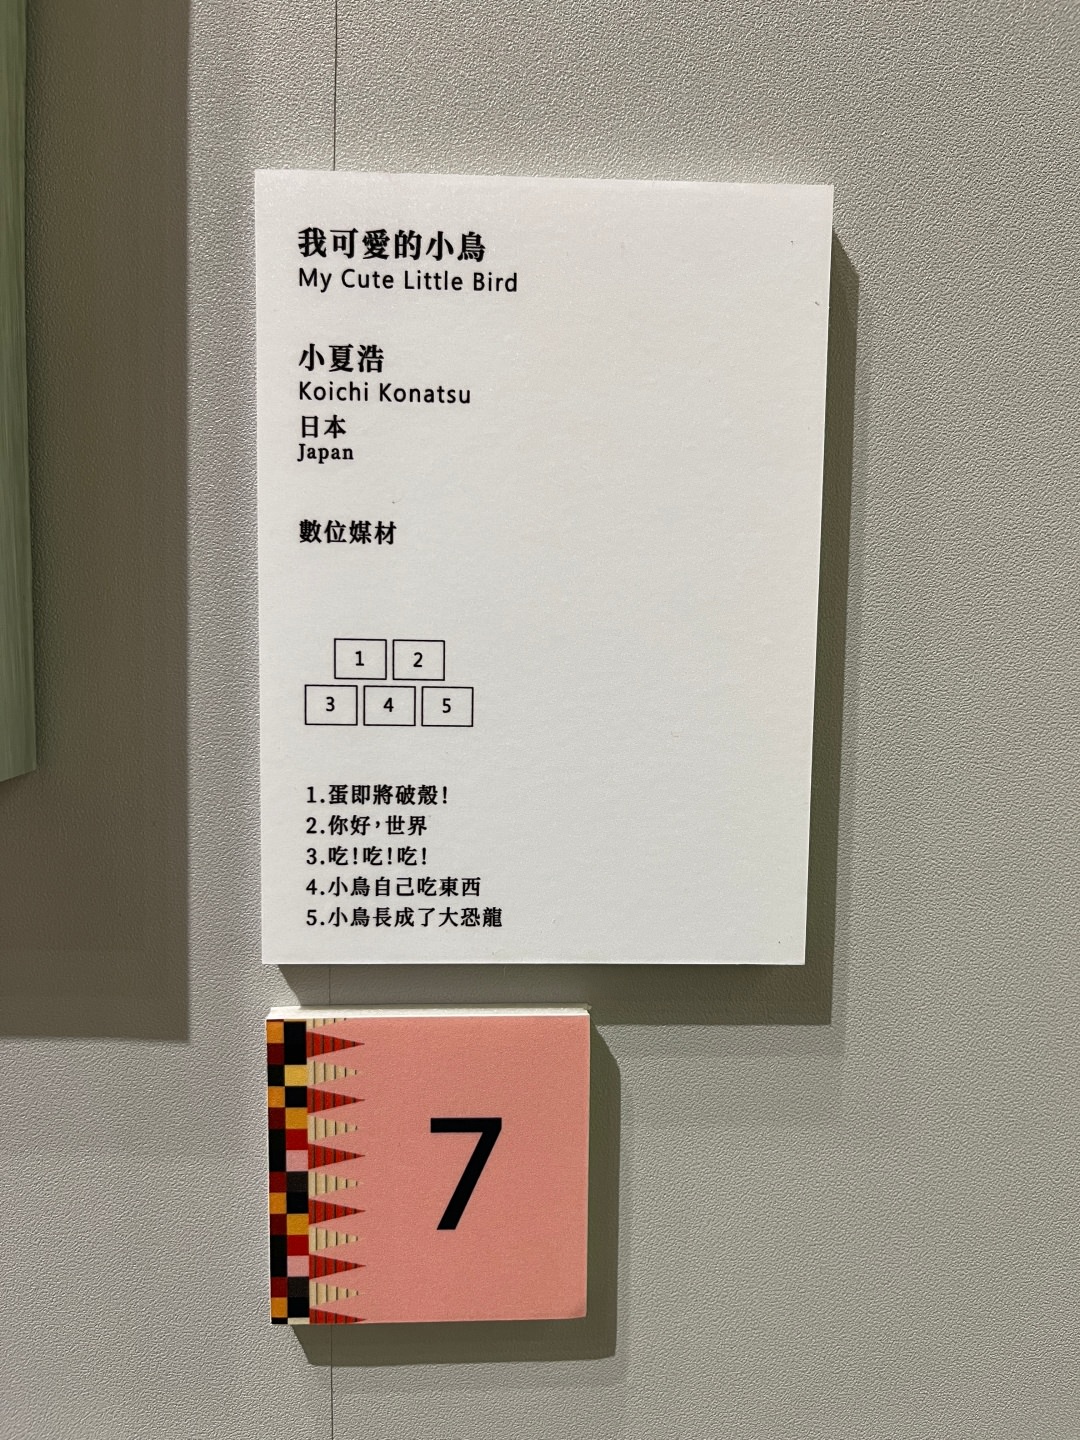 我可愛的小鳥
My Cute Little Bird
小夏浩
Koichi Konatsu
日本
Japan
數位媒材
1 2
3 4 5
1.蛋即將破殼!
2.你好,世界
3.吃!吃!吃!
4.小鳥自己吃東西
5.小鳥長成了大恐龍
7